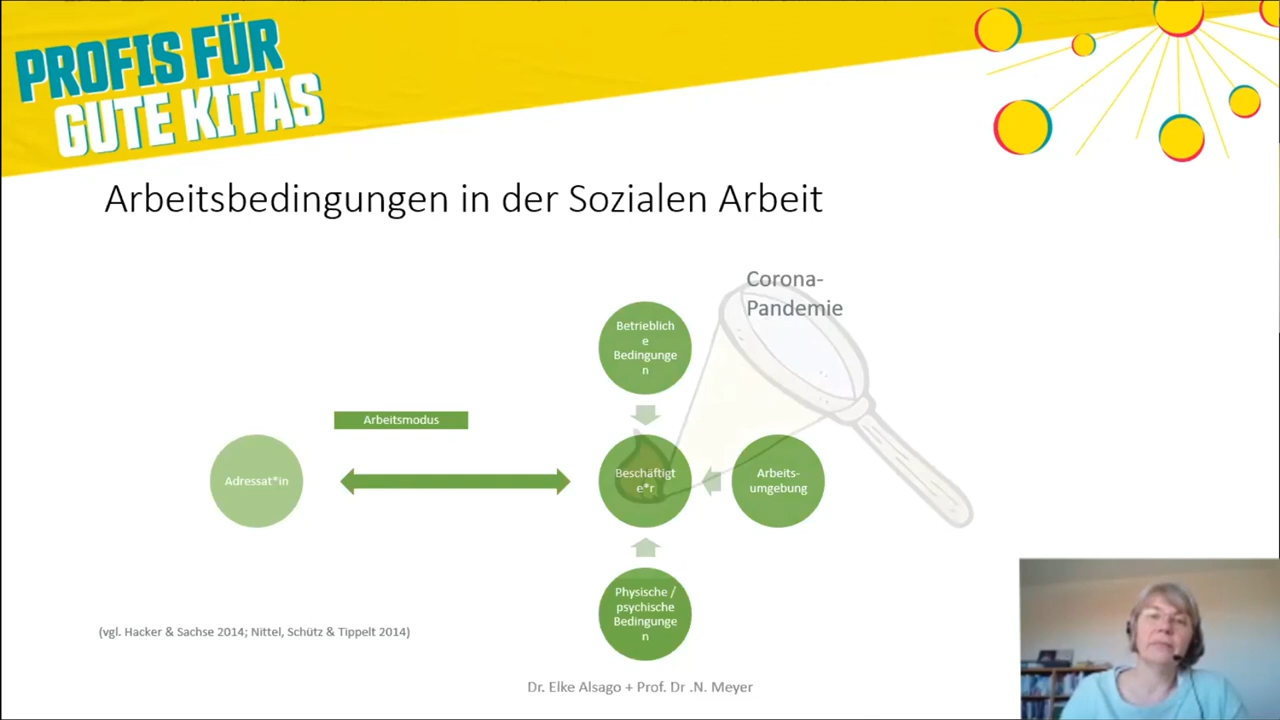 PROFIS FÜR
GUTE KITAS
Arbeitsbedingungen in der Sozialen Arbeit
Corona-
Pandemie
Betrieblich
e
Bedingunge
n
Arbeitsmodus
Adressat*in
Beschäftigt
e*r
Arbeits-
umgebung
Physische /
psychische
Bedingunge
n
(vgl. Hacker & Sachse 2014; Nittel, Schütz & Tippelt 2014)
Dr. Elke Alsago + Prof. Dr .N. Meyer